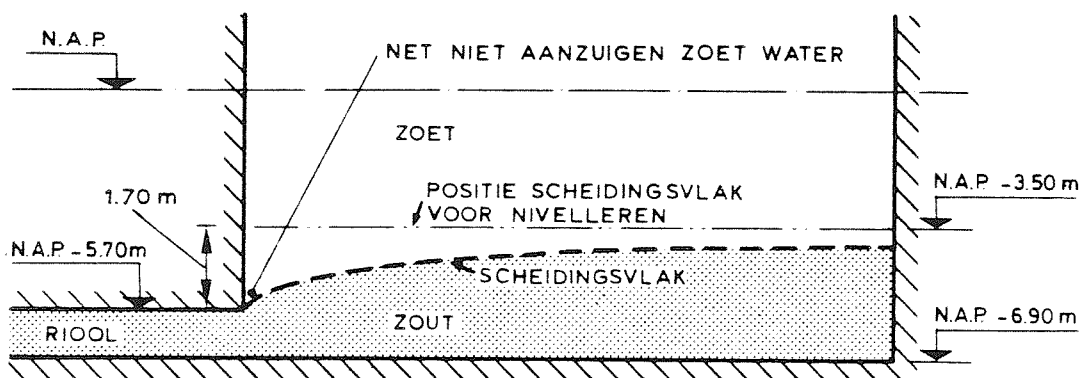 N.A.P.
NET NIET AANZUIGEN ZOET WATER
ZOET
1.70 m
POSITIE SCHEIDINGSVLAK
VOOR NIVELLEREN
N.A.P. -3.50 m
N.A.P. -5.70m
SCHEIDINGSVLAK
ZOUT
RIOOL
N.A.P. -6.90 m